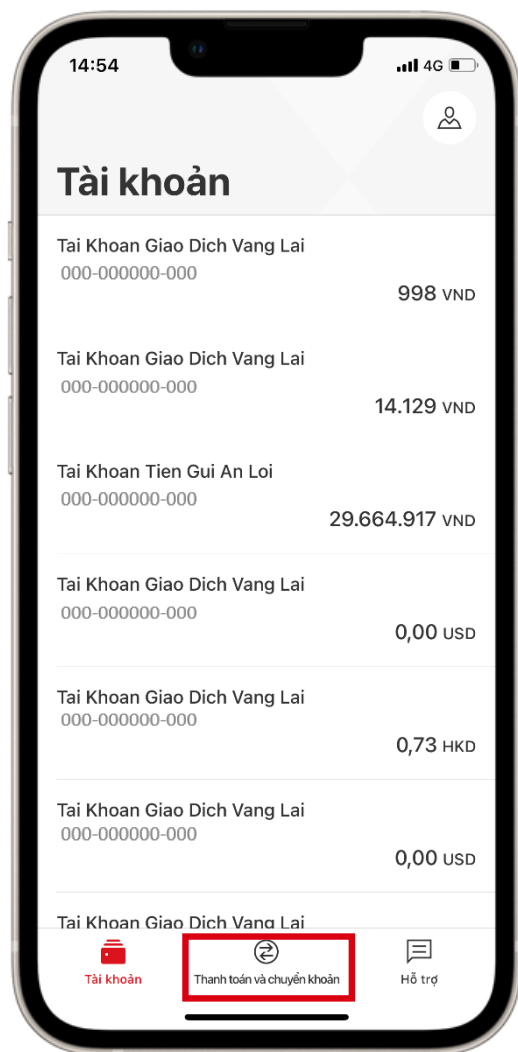 14:54
4G
Tài khoản
Tai Khoan Giao Dich Vang Lai
000-000000-000
998 VND
Tai Khoan Giao Dich Vang Lai
000-000000-000
14.129 VND
Tai Khoan Tien Gui An Loi
000-000000-000
29.664.917 VND
Tai Khoan Giao Dich Vang Lai
000-000000-000
0,00 USD
Tai Khoan Giao Dich Vang Lai
000-000000-000
0,73 HKD
Tai Khoan Giao Dich Vang Lai
000-000000-000
0,00 USD
Tai Khoan Giao Dich Vang Lai
Tài khoản
Thanh toán và chuyển khoản
Hỗ trợ